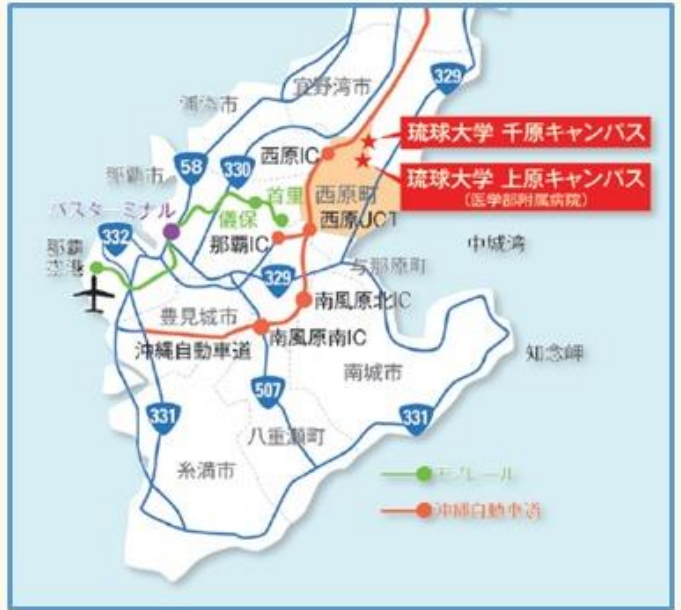 329
宜野湾市
浦添市
琉球大学 千原キャンパス
西原IC
58
330
琉球大学 上原キャンパス
(医学部附属病院)
那覇市
首里
西原町
バスターミナル
儀保
西原JCT
332
那覇IC
中城湾
那覇
空港
与那原町
329
南風原北IC
豊見城市
南風原南IC
沖縄自動車道
知念岬
南城市
507
331
331
八重瀬町
糸満市
モノレール
沖縄自動車道